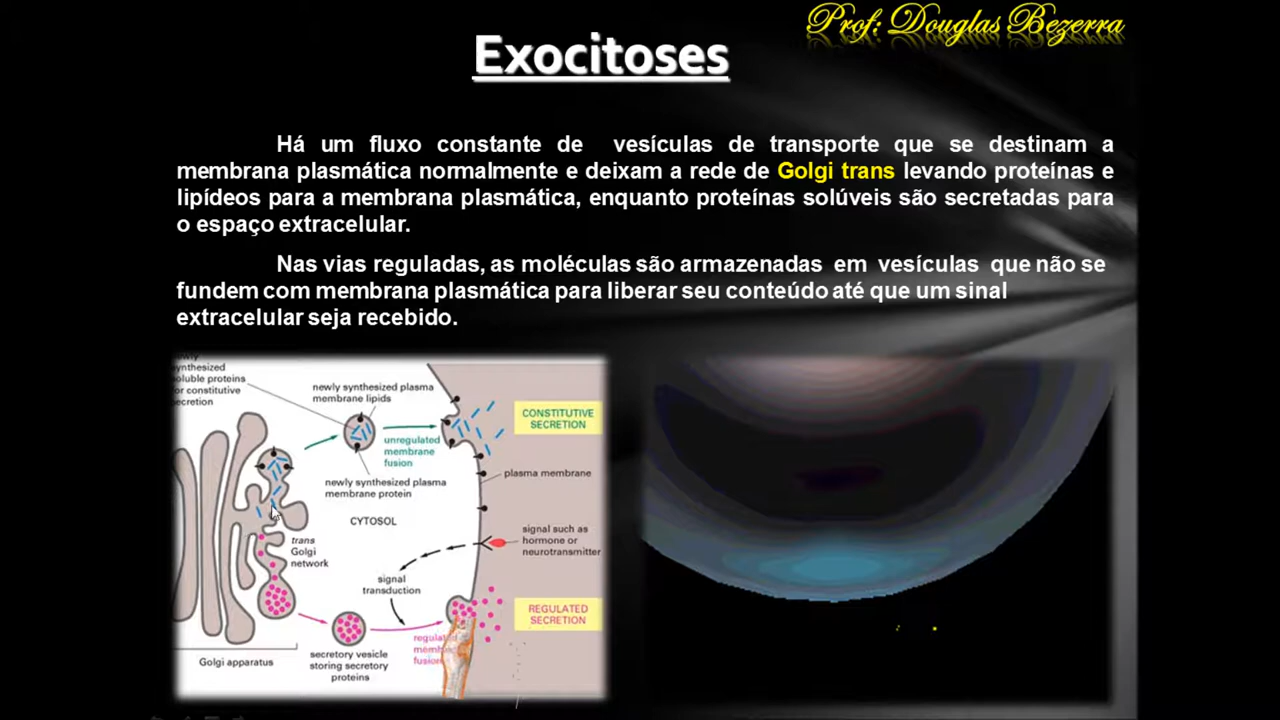 Prof: Douglas Bezerra
Exocitoses
Há um fluxo constante de vesículas de transporte que se destinam a
membrana plasmática normalmente e deixam a rede de Golgi trans levando proteínas e
lipídeos para a membrana plasmática, enquanto proteínas solúveis são secretadas para
o espaço extracelular.
Nas vias reguladas, as moléculas são armazenadas em vesículas que não se
fundem com membrana plasmática para liberar seu conteúdo até que um sinal
extracelular seja recebido.
newly
synthesized
soluble proteins
for constitutive
secretion
newly synthesized plasma
membrane lipids
unregulated
membrane
fusion
CONSTITUTIVE
SECRETION
plasma membrane
newly synthesized plasma
membrane protein
CYTOSOL
signal such as
hormone or
neurotransmitter
trans
Golgi
network
signal
transduction
REGULATED
SECRETION
regulated
membrane
fusion
secretory vesicle
storing secretory
proteins
Golgi apparatus